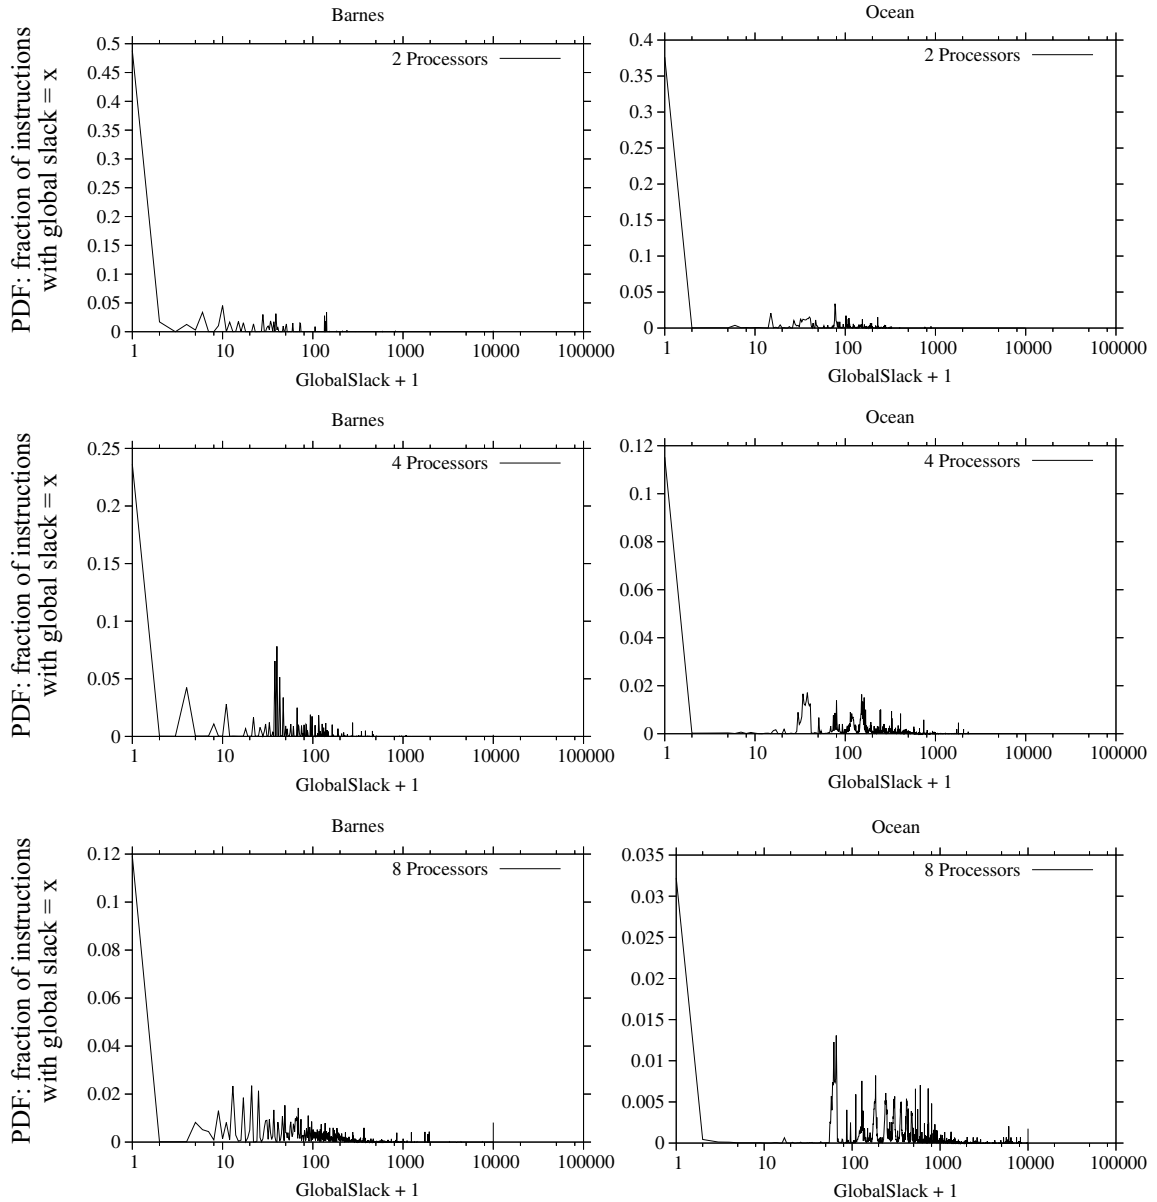 Barnes
PDF: fraction of instructions
with global slack = x
0.5
0.45
0.4
0.35
0.3
0.25
0.2
0.15
0.1
0.05
0
2 Processors
1 10 100 1000 10000 100000
GlobalSlack + 1
Ocean
0.4
0.35
0.3
0.25
0.2
0.15
0.1
0.05
0
2 Processors
1 10 100 1000 10000 100000
GlobalSlack + 1
Barnes
PDF: fraction of instructions
with global slack = x
0.25
0.2
0.15
0.1
0.05
0
4 Processors
1 10 100 1000 10000 100000
GlobalSlack + 1
Ocean
0.12
0.1
0.08
0.06
0.04
0.02
0
4 Processors
1 10 100 1000 10000 100000
GlobalSlack + 1
Barnes
PDF: fraction of instructions
with global slack = x
0.12
0.1
0.08
0.06
0.04
0.02
0
8 Processors
1 10 100 1000 10000 100000
GlobalSlack + 1
Ocean
0.035
0.03
0.025
0.02
0.015
0.01
0.005
0
8 Processors
1 10 100 1000 10000 100000
GlobalSlack + 1